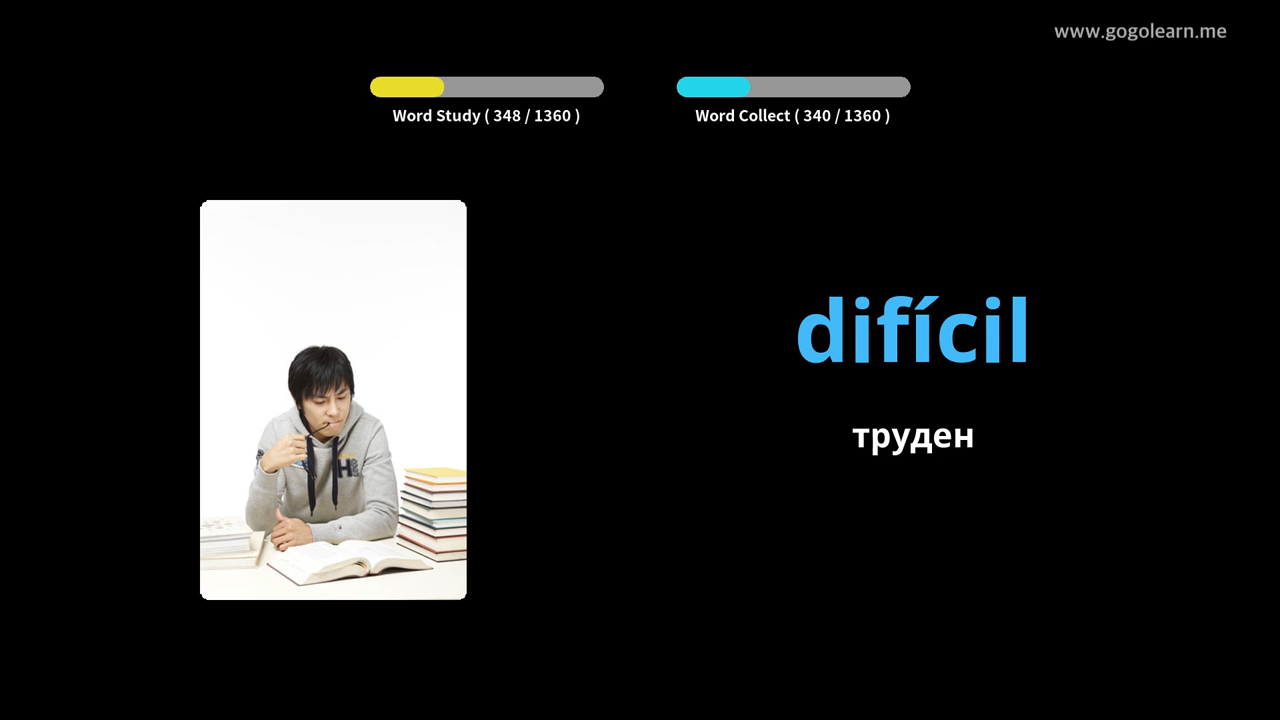 www.gogolearn.me
Word Study ( 348 / 1360 )
Word Collect ( 340 / 1360 )
difícil
труден